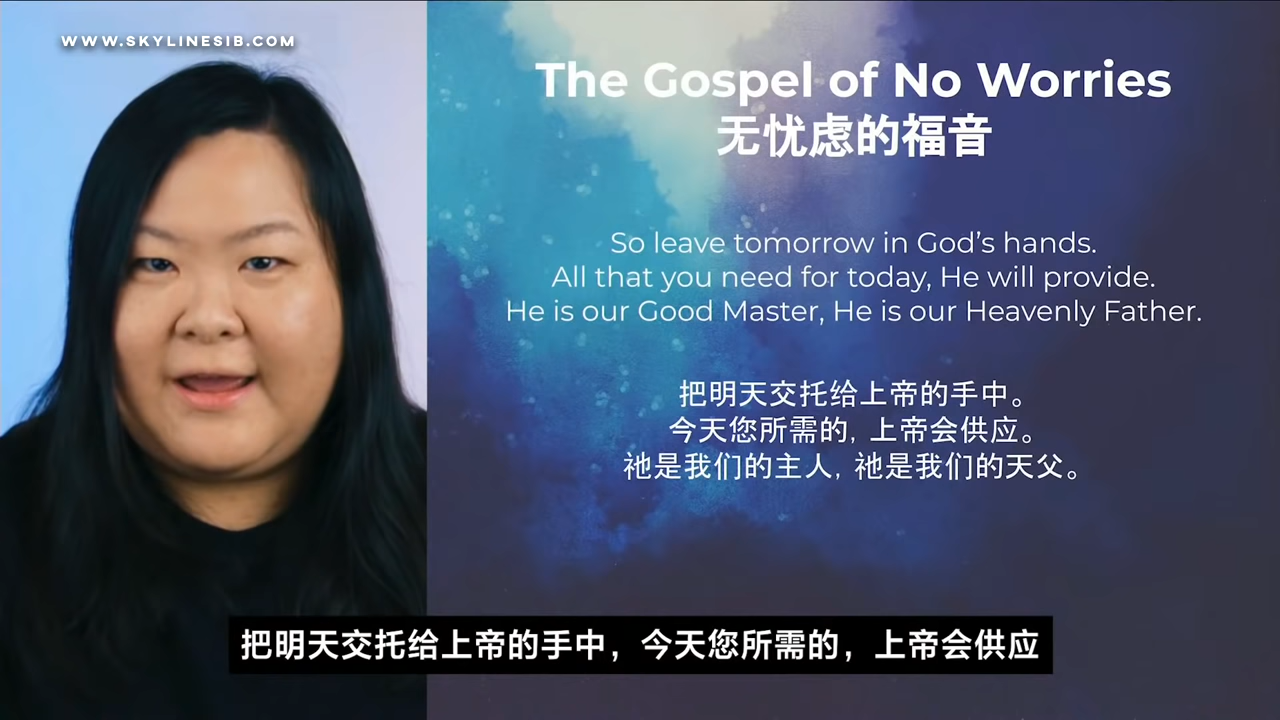 WWW.SKYLINESIB.COM
The Gospel of No Worries
无忧虑的福音
So leave tomorrow in God’s hands.
All that you need for today, He will provide.
He is our Good Master, He is our Heavenly Father.
把明天交托给上帝的手中。
今天您所需的, 上帝会供应。
祂是我们的主人, 祂是我们的天父。
把明天交托给上帝的手中，今天您所需的，上帝会供应